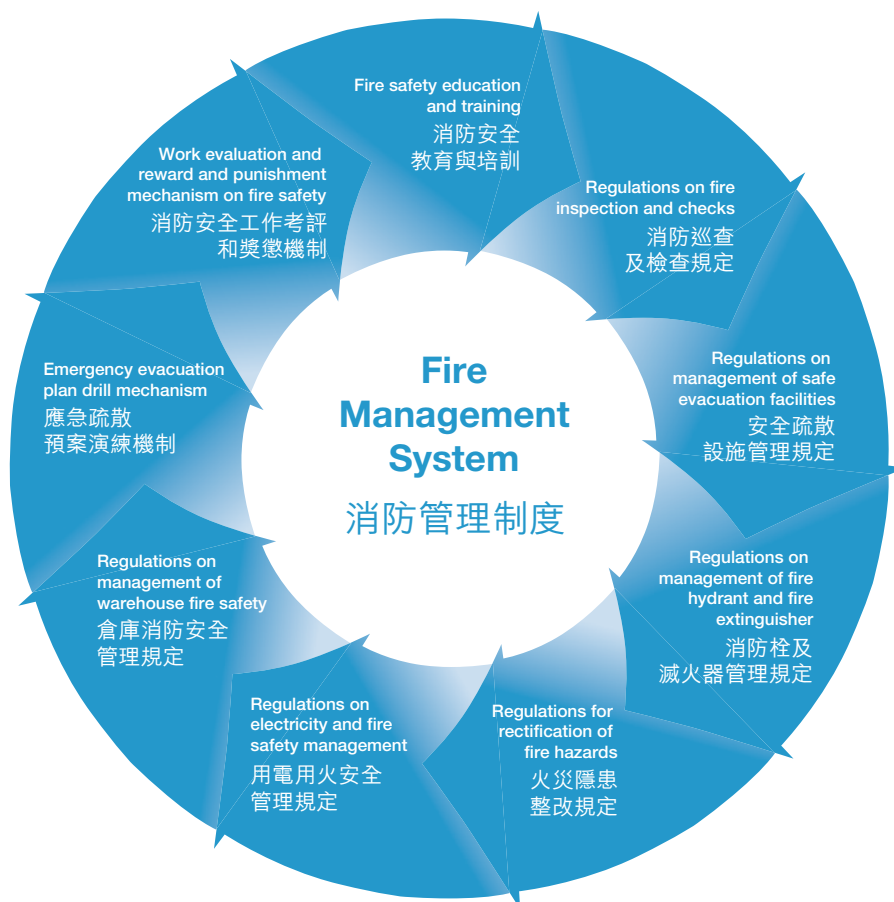 Fire
Management
System
消防管理制度
Fire safety education
and training
消防安全
教育與培訓
Regulations on fire
inspection and checks
消防巡查
及檢查規定
Regulations on
management of safe
evacuation facilities
安全疏散
設施管理規定
Regulations on
management of fire
hydrant and fire
extinguisher
消防栓及
滅火器管理規定
Regulations for
rectification of
fire hazards
火災隱患
整改規定
Regulations on
electricity and fire
safety management
用電用火安全
管理規定
Regulations on
management of
warehouse fire safety
倉庫消防安全
管理規定
Emergency evacuation
plan drill mechanism
應急疏散
預案演練機制
Work evaluation and
reward and punishment
mechanism on fire safety
消防安全工作考評
和獎懲機制